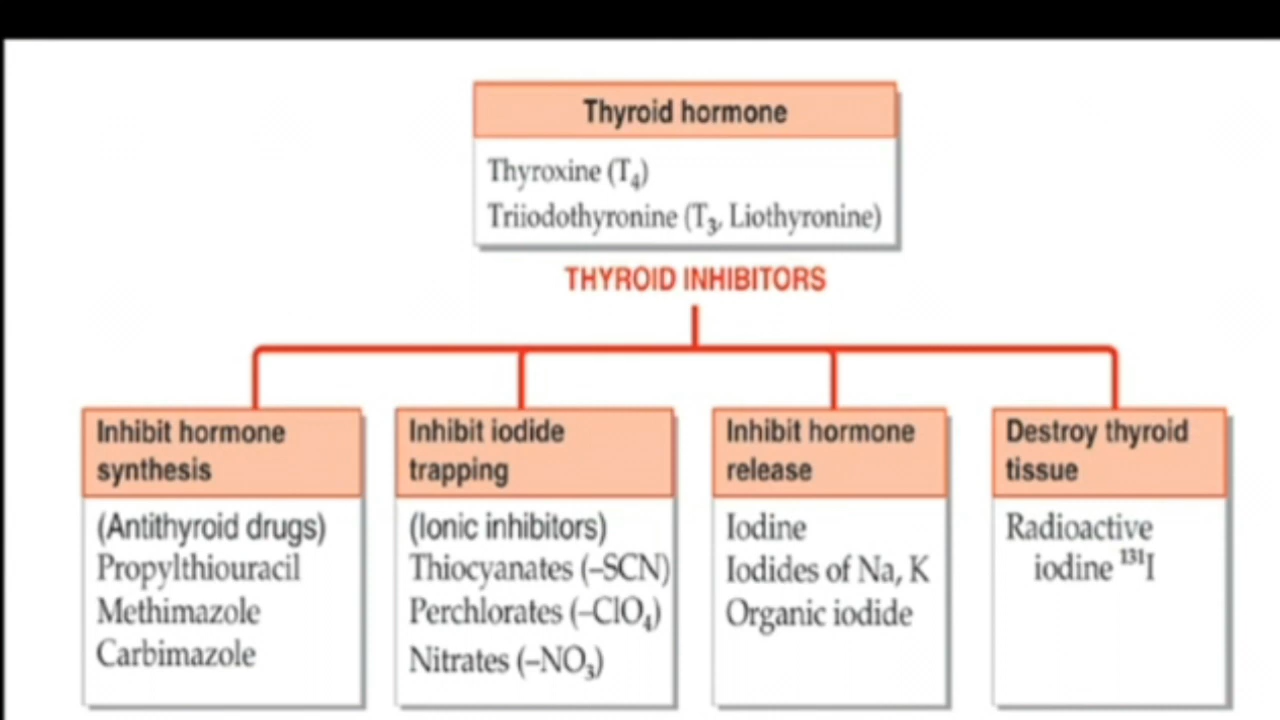 Thyroid hormone
Thyroxine (T₄)
Triiodothyronine (T₃, Liothyronine)
THYROID INHIBITORS
Inhibit hormone
synthesis
(Antithyroid drugs)
Propylthiouracil
Methimazole
Carbimazole
Inhibit iodide
trapping
(Ionic inhibitors)
Thiocyanates (–SCN)
Perchlorates (–ClO₄)
Nitrates (–NO₃)
Inhibit hormone
release
Iodine
Iodides of Na, K
Organic iodide
Destroy thyroid
tissue
Radioactive
iodine ¹³¹I